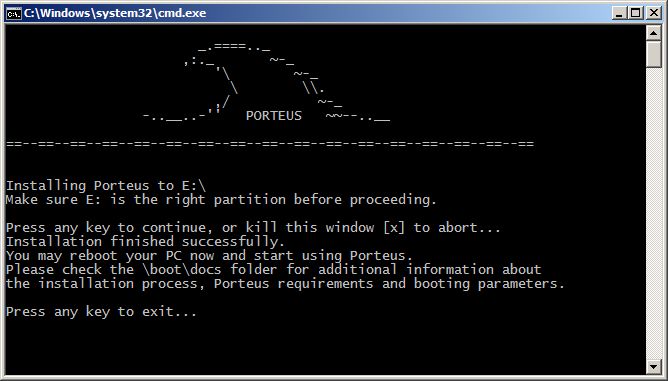 C:\Windows\system32\cmd.exe
_.====.._
,:._       ~-_
`\        ~-_
\        \\.
,/           ~-_
-..__..-''   PORTEUS   ~~--..__
==--==--==--==--==--==--==--==--==--==--==--==--==--==--==--==--==
Installing Porteus to E:\
Make sure E: is the right partition before proceeding.
Press any key to continue, or kill this window [x] to abort...
Installation finished successfully.
You may reboot your PC now and start using Porteus.
Please check the \boot\docs folder for additional information about
the installation process, Porteus requirements and booting parameters.
Press any key to exit...